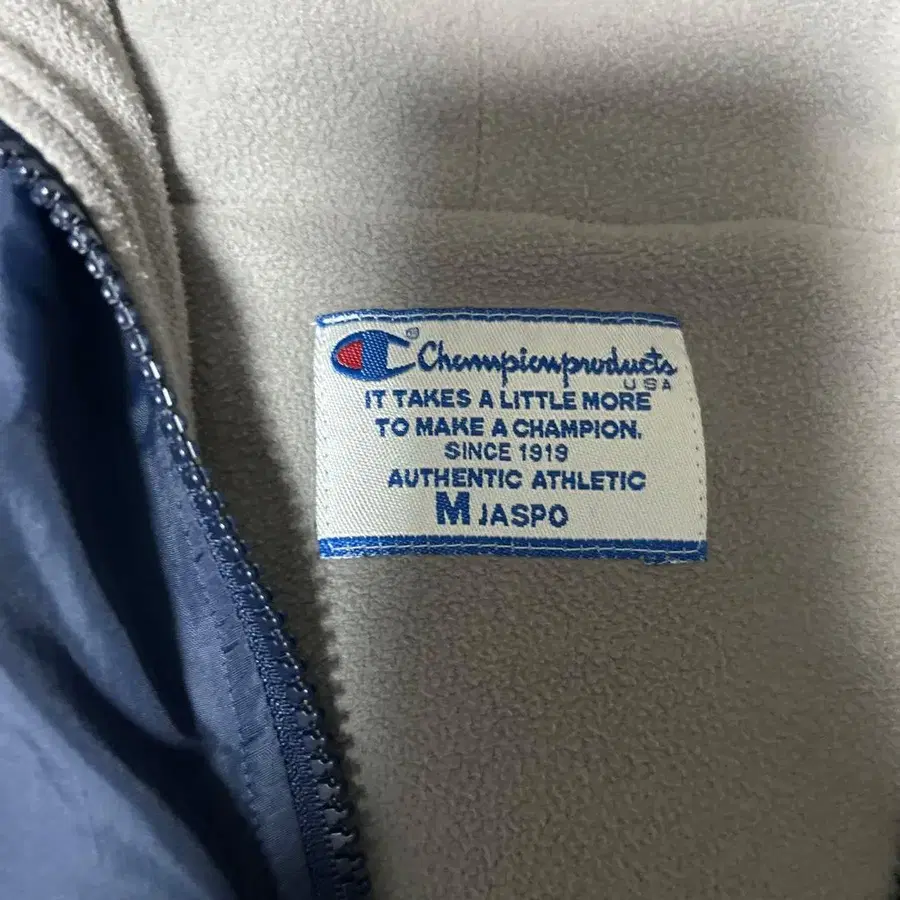 ® Championproducts
USA
IT TAKES A LITTLE MORE
TO MAKE A CHAMPION.
SINCE 1919
AUTHENTIC ATHLETIC
M JASPO